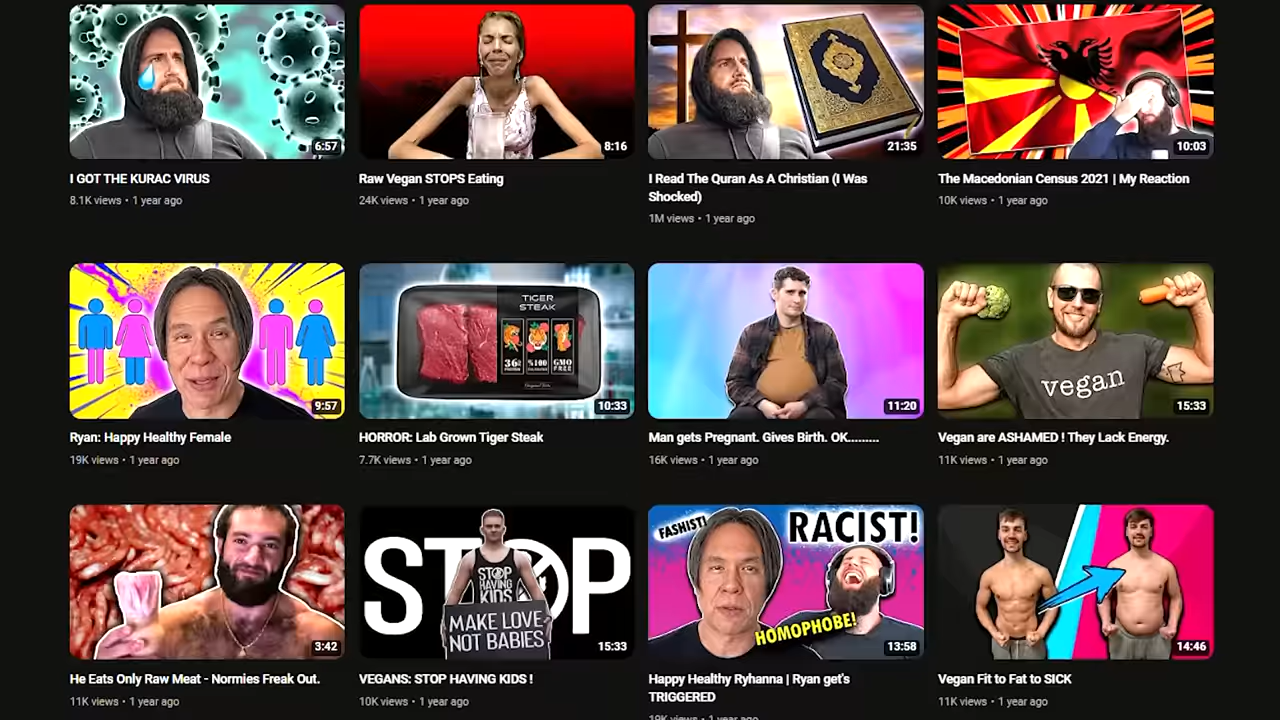 6:57
8:16
21:35
10:03
I GOT THE KURAC VIRUS
8.1K views • 1 year ago
Raw Vegan STOPS Eating
24K views • 1 year ago
I Read The Quran As A Christian (I Was
Shocked)
1M views • 1 year ago
The Macedonian Census 2021 | My Reaction
10K views • 1 year ago
9:57
TIGER
STEAK
GMO
FREE
10:33
11:20
vegan
15:33
Ryan: Happy Healthy Female
19K views • 1 year ago
HORROR: Lab Grown Tiger Steak
7.7K views • 1 year ago
Man gets Pregnant. Gives Birth. OK.........
16K views • 1 year ago
Vegan are ASHAMED ! They Lack Energy.
11K views • 1 year ago
3:42
STOP
STOP
HAVING
KIDS
MAKE LOVE
NOT BABIES
15:33
FASHIST!
RACIST!
HOMOPHOBE!
13:58
14:46
He Eats Only Raw Meat - Normies Freak Out.
11K views • 1 year ago
VEGANS: STOP HAVING KIDS !
10K views • 1 year ago
Happy Healthy Ryhanna | Ryan get's
TRIGGERED
19K views • 1 year ago
Vegan Fit to Fat to SICK
11K views • 1 year ago